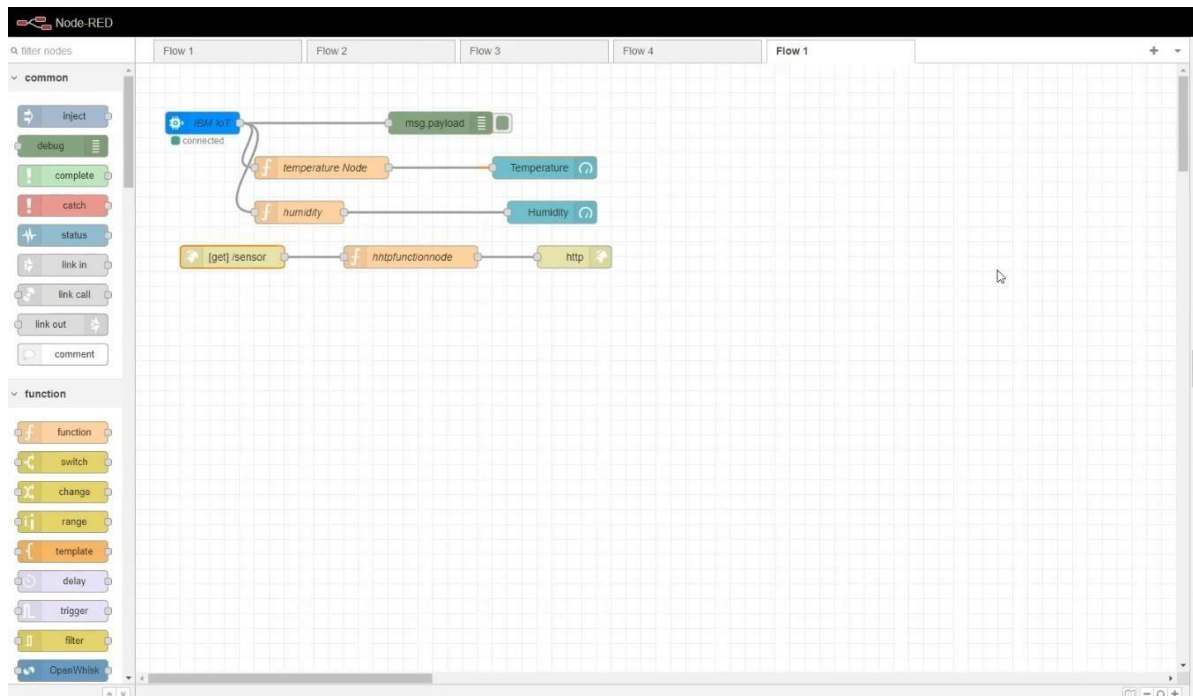 Node-RED
filter nodes
Flow 1
Flow 2
Flow 3
Flow 4
Flow 1
common
inject
debug
complete
catch
status
link in
link call
link out
comment
function
function
switch
change
range
template
delay
trigger
filter
OpenWhisk
IBM IoT
connected
msg.payload
temperature Node
Temperature
humidity
Humidity
[get] /sensor
hhtpfunctionnode
http